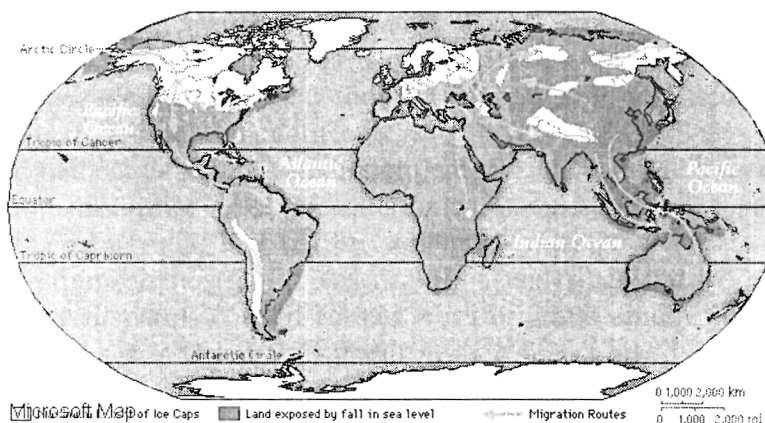 Arctic Circle
Pacific
Ocean
Tropic of Cancer
Atlantic
Ocean
Pacific
Ocean
Equator
Indian Ocean
Tropic of Capricorn
Antarctic Circle
0 1,000 2,000 km
Microsoft Map of Ice Caps
Land exposed by fall in sea level
Migration Routes
0 1,000 2,000 mi